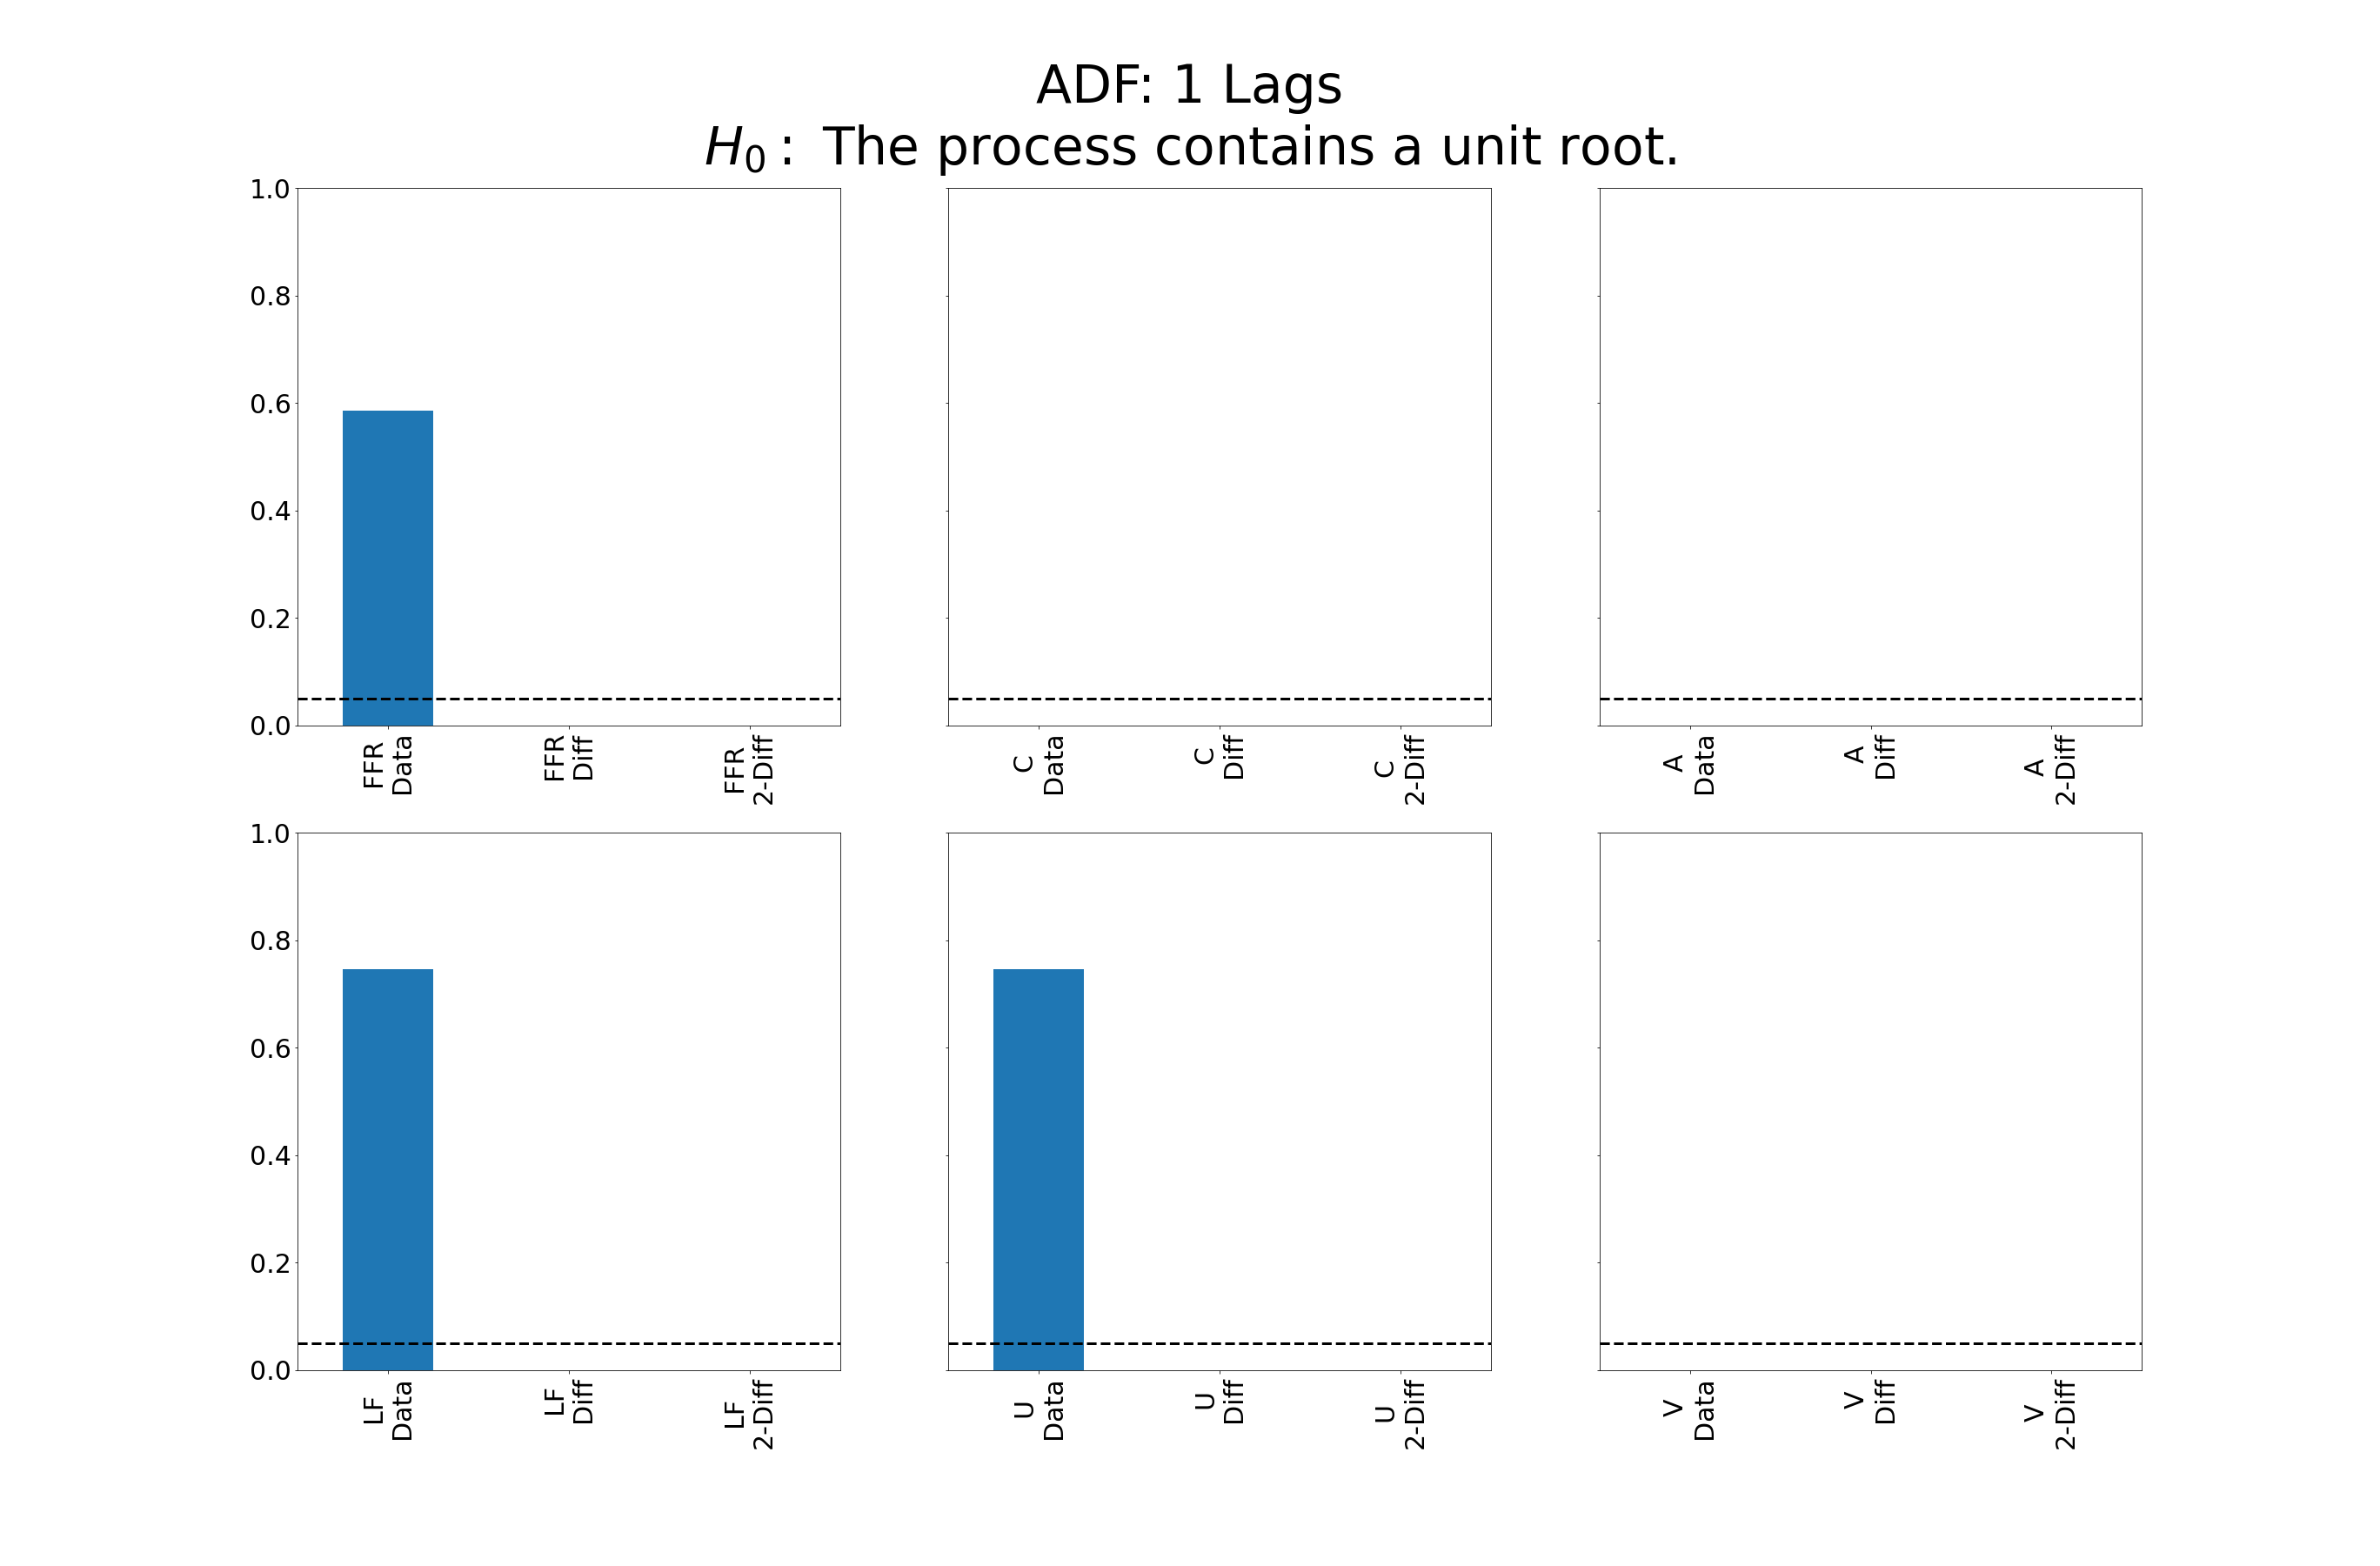 ADF: 1 Lags
H0 : The process contains a unit root.
1.0
0.8
0.6
0.4
0.2
0.0
FFR
Data
FFR
Diff
FFR
2-Diff
C
Data
C
Diff
C
2-Diff
A
Data
A
Diff
A
2-Diff
1.0
0.8
0.6
0.4
0.2
0.0
LF
Data
LF
Diff
LF
2-Diff
U
Data
U
Diff
U
2-Diff
V
Data
V
Diff
V
2-Diff